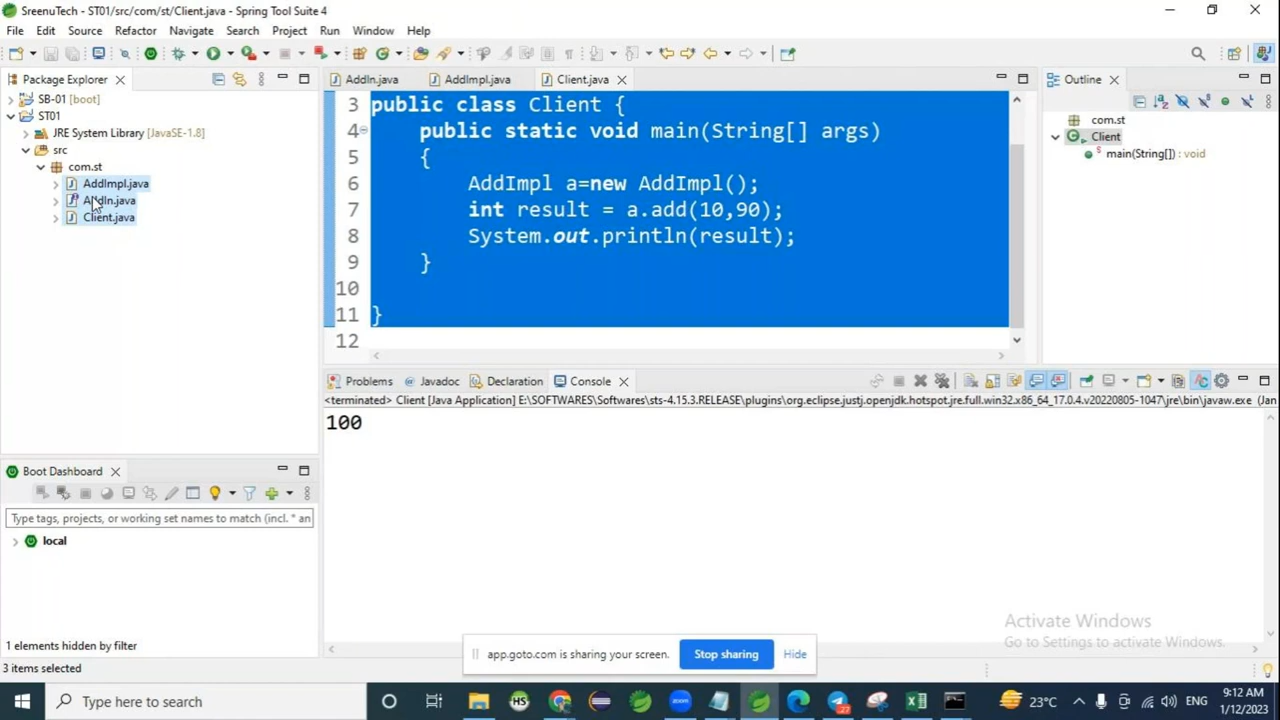 SreenuTech - ST01/src/com/st/Client.java - Spring Tool Suite 4
File Edit Source Refactor Navigate Search Project Run Window Help
Package Explorer
SB-01 [boot]
ST01
JRE System Library [JavaSE-1.8]
src
com.st
AddImpl.java
AddIn.java
Client.java
AddIn.java AddImpl.java Client.java
3 public class Client {
4 public static void main(String[] args)
5 {
6 AddImpl a=new AddImpl();
7 int result = a.add(10,90);
8 System.out.println(result);
9 }
10
11 }
12
Outline
com.st
Client
main(String[]) : void
Problems Javadoc Declaration Console
<terminated> Client [Java Application] E:\SOFTWARES\Softwares\sts-4.15.3.RELEASE\plugins\org.eclipse.justj.openjdk.hotspot.jre.full.win32.x86_64_17.0.4.v20220805-1047\jre\bin\javaw.exe (Jan
100
Boot Dashboard
Type tags, projects, or working set names to match (incl. * an
local
1 elements hidden by filter
3 items selected
Activate Windows
Go to Settings to activate Windows.
app.goto.com is sharing your screen. Stop sharing Hide
Type here to search
HS
zoom
27
23°C
ENG
9:12 AM
1/12/2023